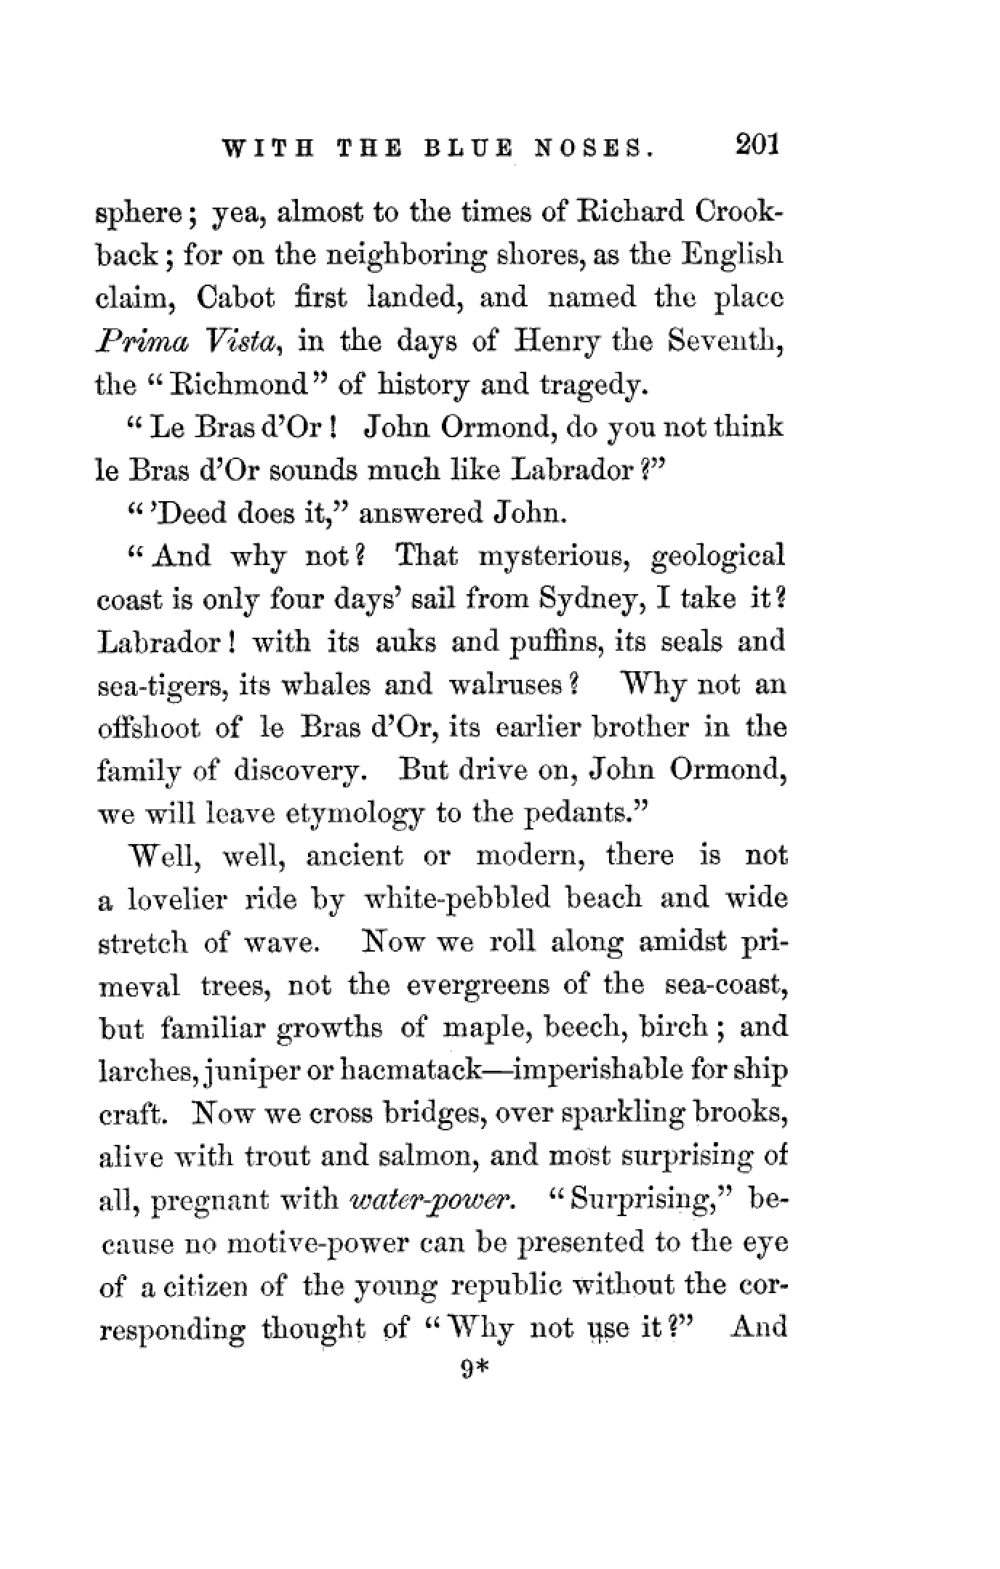 WITH THE BLUE NOSES. 201
sphere; yea, almost to the times of Richard Crook-
back; for on the neighboring shores, as the English
claim, Cabot first landed, and named the place
Prima Vista, in the days of Henry the Seventh,
the “Richmond” of history and tragedy.
“Le Bras d’Or! John Ormond, do you not think
le Bras d’Or sounds much like Labrador?”
“’Deed does it,” answered John.
“And why not? That mysterious, geological
coast is only four days’ sail from Sydney, I take it?
Labrador! with its auks and puffins, its seals and
sea-tigers, its whales and walruses? Why not an
offshoot of le Bras d’Or, its earlier brother in the
family of discovery. But drive on, John Ormond,
we will leave etymology to the pedants.”
Well, well, ancient or modern, there is not
a lovelier ride by white-pebbled beach and wide
stretch of wave. Now we roll along amidst pri-
meval trees, not the evergreens of the sea-coast,
but familiar growths of maple, beech, birch; and
larches, juniper or hacmatack—imperishable for ship
craft. Now we cross bridges, over sparkling brooks,
alive with trout and salmon, and most surprising of
all, pregnant with water-power. “Surprising,” be-
cause no motive-power can be presented to the eye
of a citizen of the young republic without the cor-
responding thought of “Why not use it?” And
9*